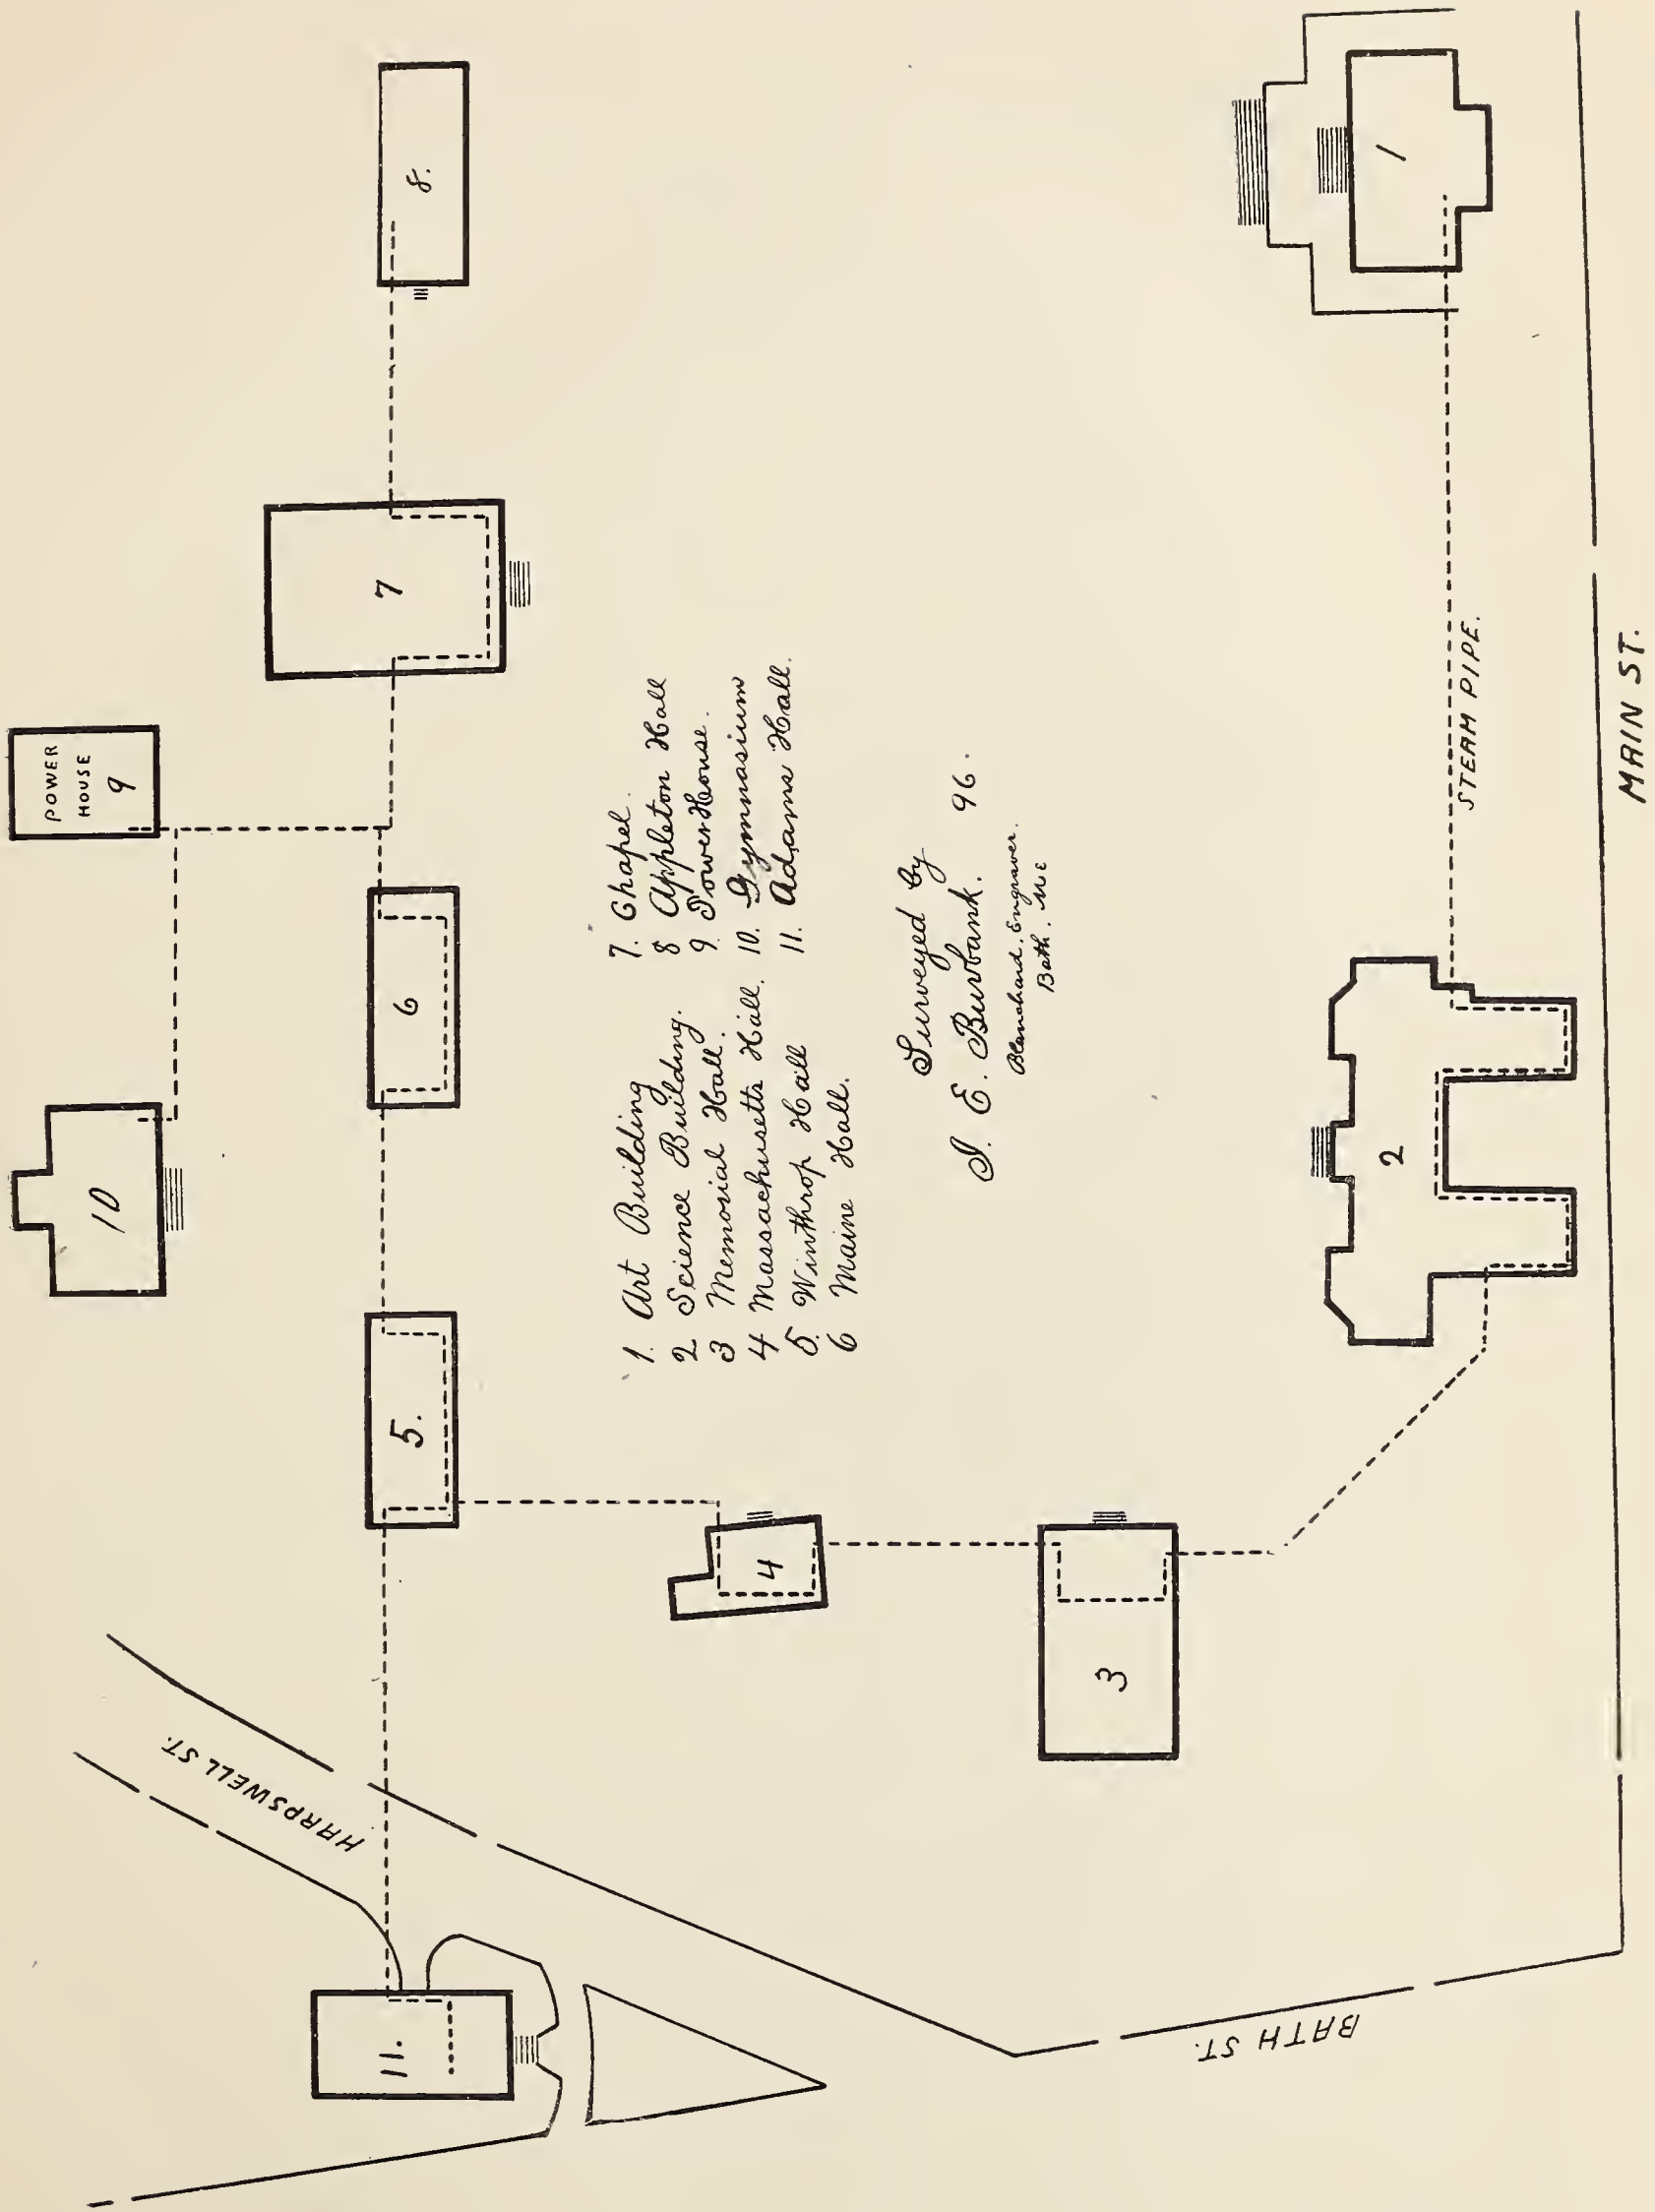 1. Art Building
2 Science Building.
3 Memorial Hall.
4 Massachusetts Hall.
5. Winthrop Hall
6 Maine Hall.
7. Chapel.
8 Appleton Hall
9. Power House.
10. Gymnasium
11. Adams Hall.
Surveyed by
I. E. Burbank. 96.
Blanchard, Engraver.
Bath. Me
POWER
HOUSE
9
8.
7
10
6
5.
4
3
11.
2
1
HARPSWELL ST.
BATH ST.
STEAM PIPE.
MAIN ST.